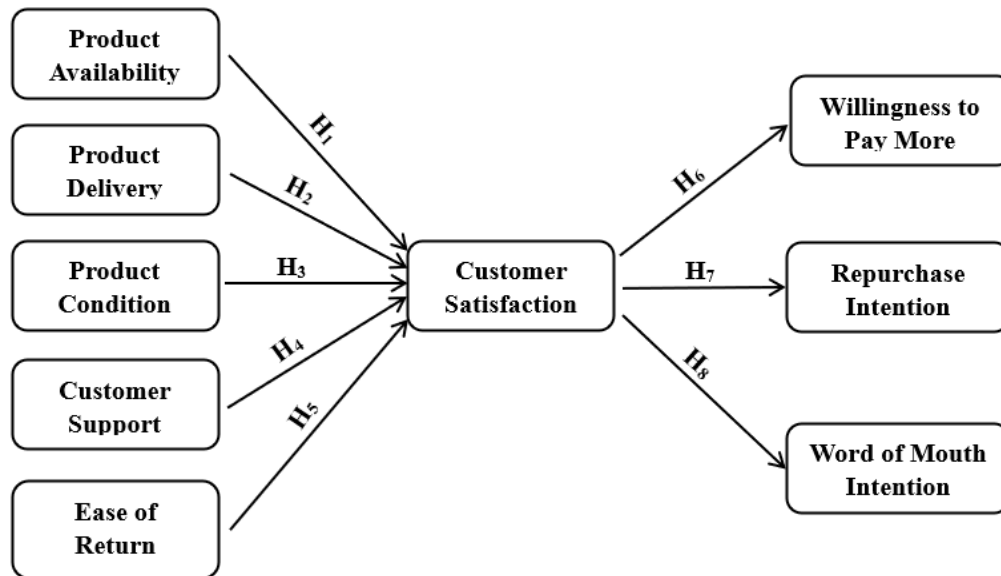 Product
Availability
H₁
Product
Delivery
H₂
Product
Condition
H₃
Customer
Support
H₄
Ease of
Return
H₅
Customer
Satisfaction
H₆
Willingness to
Pay More
H₇
Repurchase
Intention
H₈
Word of Mouth
Intention